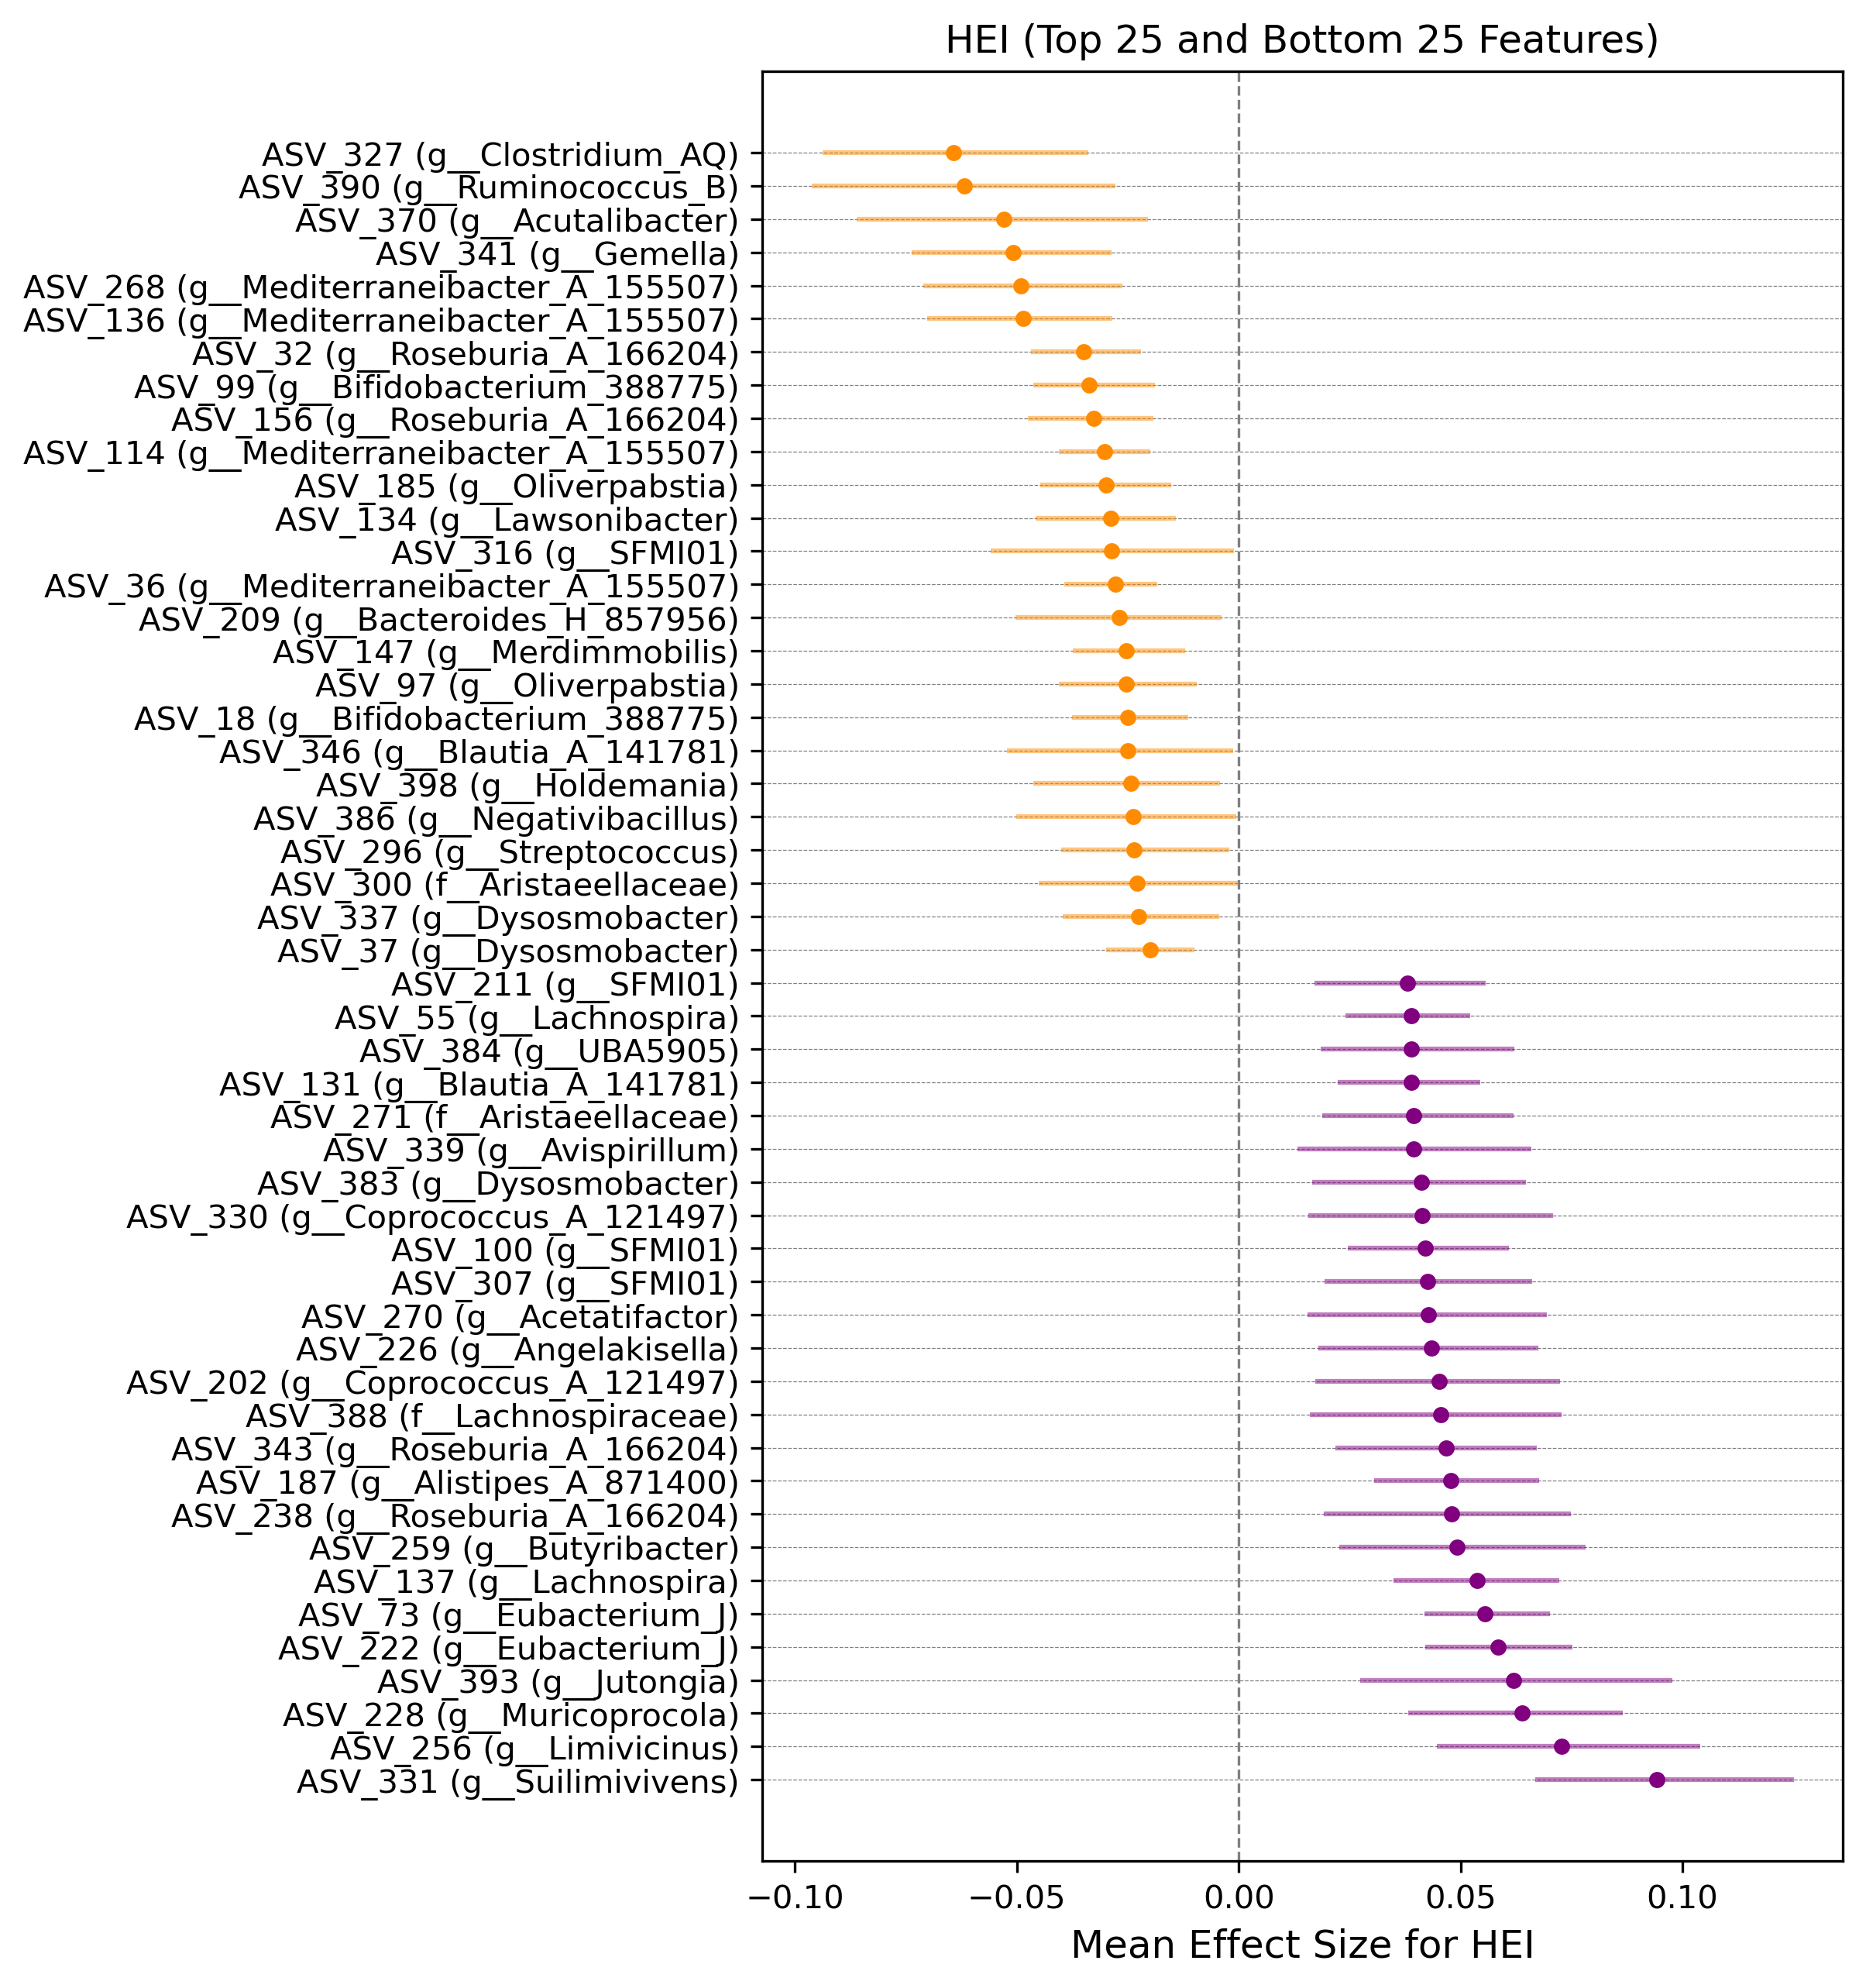 HEI (Top 25 and Bottom 25 Features)
ASV_327 (g__Clostridium_AQ)
ASV_390 (g__Ruminococcus_B)
ASV_370 (g__Acutalibacter)
ASV_341 (g__Gemella)
ASV_268 (g__Mediterraneibacter_A_155507)
ASV_136 (g__Mediterraneibacter_A_155507)
ASV_32 (g__Roseburia_A_166204)
ASV_99 (g__Bifidobacterium_388775)
ASV_156 (g__Roseburia_A_166204)
ASV_114 (g__Mediterraneibacter_A_155507)
ASV_185 (g__Oliverpabstia)
ASV_134 (g__Lawsonibacter)
ASV_316 (g__SFMI01)
ASV_36 (g__Mediterraneibacter_A_155507)
ASV_209 (g__Bacteroides_H_857956)
ASV_147 (g__Merdimmobilis)
ASV_97 (g__Oliverpabstia)
ASV_18 (g__Bifidobacterium_388775)
ASV_346 (g__Blautia_A_141781)
ASV_398 (g__Holdemania)
ASV_386 (g__Negativibacillus)
ASV_296 (g__Streptococcus)
ASV_300 (f__Aristaeellaceae)
ASV_337 (g__Dysosmobacter)
ASV_37 (g__Dysosmobacter)
ASV_211 (g__SFMI01)
ASV_55 (g__Lachnospira)
ASV_384 (g__UBA5905)
ASV_131 (g__Blautia_A_141781)
ASV_271 (f__Aristaeellaceae)
ASV_339 (g__Avispirillum)
ASV_383 (g__Dysosmobacter)
ASV_330 (g__Coprococcus_A_121497)
ASV_100 (g__SFMI01)
ASV_307 (g__SFMI01)
ASV_270 (g__Acetatifactor)
ASV_226 (g__Angelakisella)
ASV_202 (g__Coprococcus_A_121497)
ASV_388 (f__Lachnospiraceae)
ASV_343 (g__Roseburia_A_166204)
ASV_187 (g__Alistipes_A_871400)
ASV_238 (g__Roseburia_A_166204)
ASV_259 (g__Butyribacter)
ASV_137 (g__Lachnospira)
ASV_73 (g__Eubacterium_J)
ASV_222 (g__Eubacterium_J)
ASV_393 (g__Jutongia)
ASV_228 (g__Muricoprocola)
ASV_256 (g__Limivicinus)
ASV_331 (g__Suilimivivens)
−0.10 −0.05 0.00 0.05 0.10
Mean Effect Size for HEI